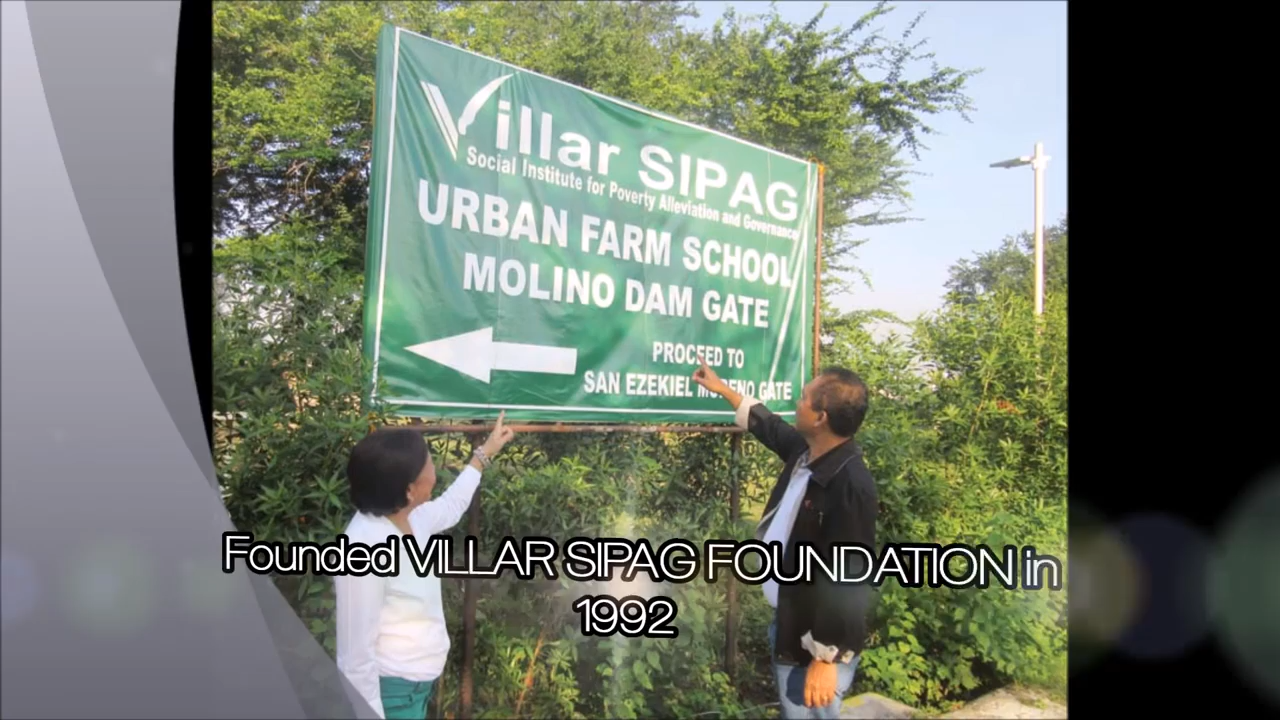 Villar SIPAG
Social Institute for Poverty Alleviation and Governance
URBAN FARM SCHOOL
MOLINO DAM GATE
PROCEED TO
SAN EZEKIEL MORENO GATE
Founded VILLAR SIPAG FOUNDATION in
1992